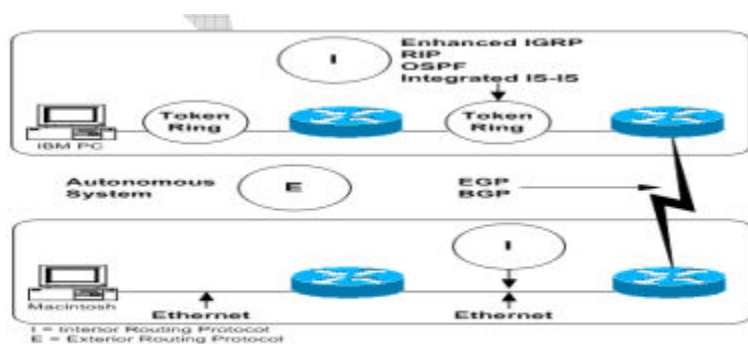 Enhanced IGRP
RIP
OSPF
Integrated IS-IS
I
Token
Ring
Token
Ring
IBM PC
Autonomous
System
E
EGP
BGP
I
Macintosh
Ethernet
Ethernet
I = Interior Routing Protocol
E = Exterior Routing Protocol